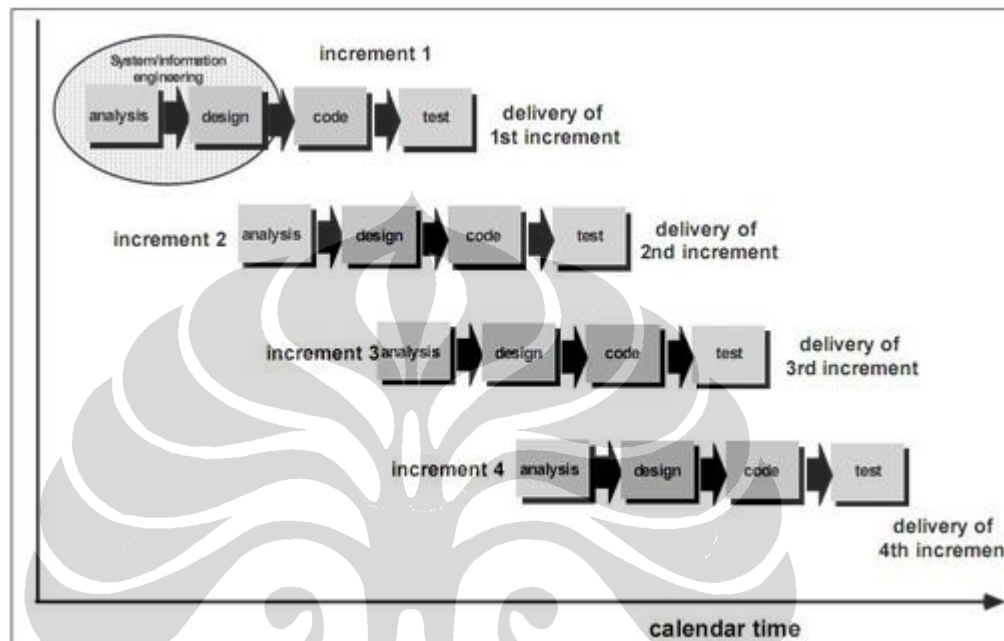 System/information
engineering
increment 1
analysis
design
code
test
delivery of
1st increment
increment 2
analysis
design
code
test
delivery of
2nd increment
increment 3
analysis
design
code
test
delivery of
3rd increment
increment 4
analysis
design
code
test
delivery of
4th incremen
calendar time